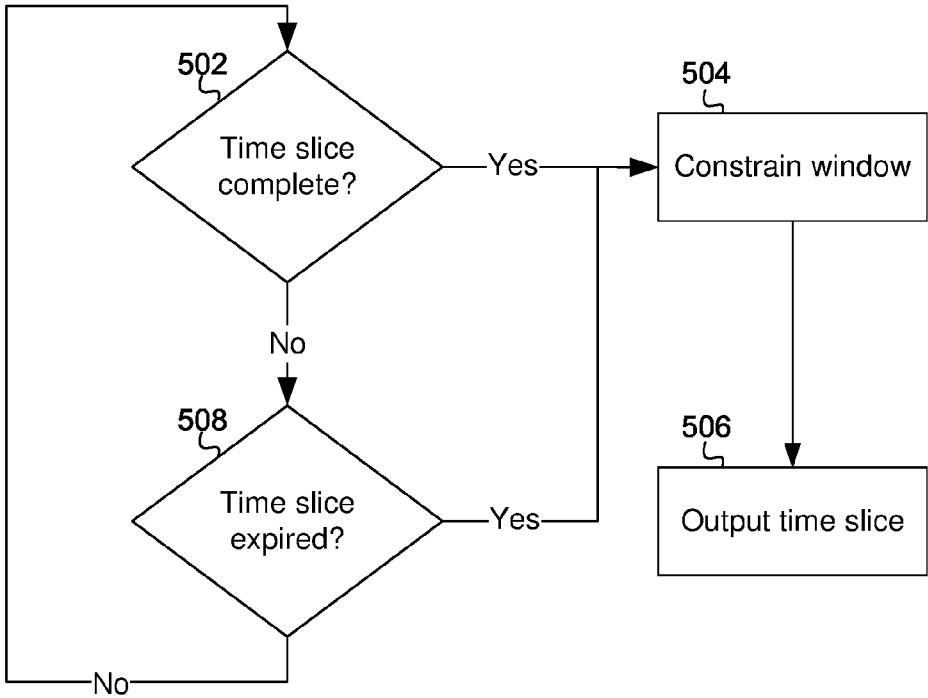 502
Time slice
complete?
Yes
504
Constrain window
No
508
Time slice
expired?
Yes
506
Output time slice
No